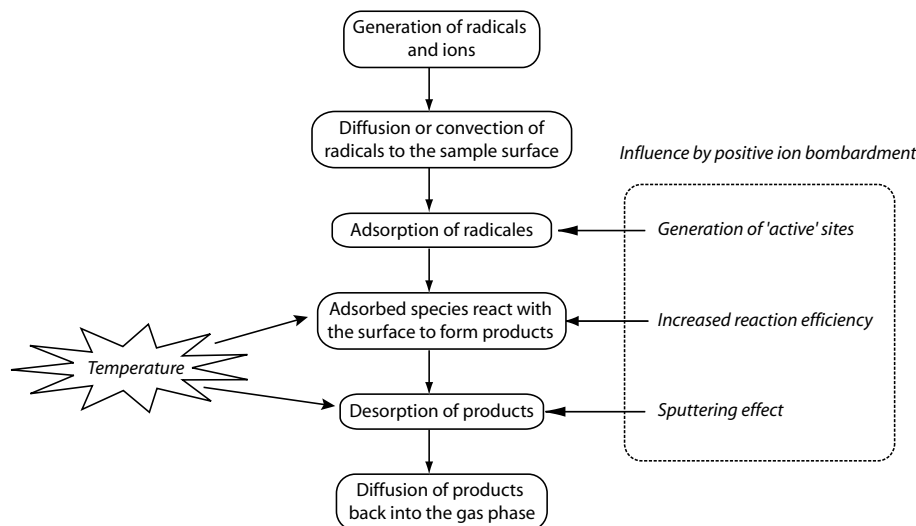 Generation of radicals
and ions
Diffusion or convection of
radicals to the sample surface
Influence by positive ion bombardment
Adsorption of radicales
Generation of 'active' sites
Adsorbed species react with
the surface to form products
Increased reaction efficiency
Temperature
Desorption of products
Sputtering effect
Diffusion of products
back into the gas phase